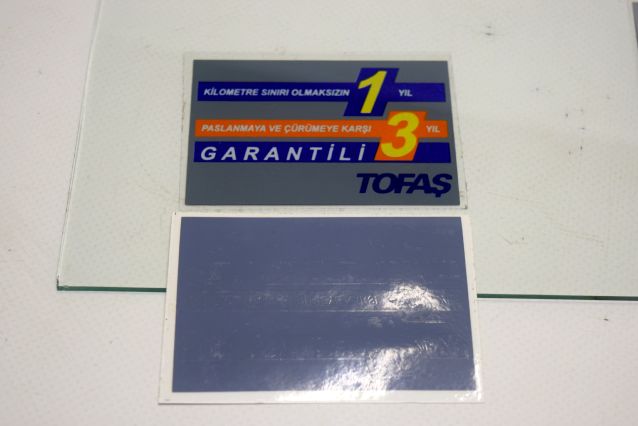 KİLOMETRE SINIRI OLMAKSIZIN 1 YIL
PASLANMAYA VE ÇÜRÜMEYE KARŞI 3 YIL
GARANTİLİ
TOFAŞ